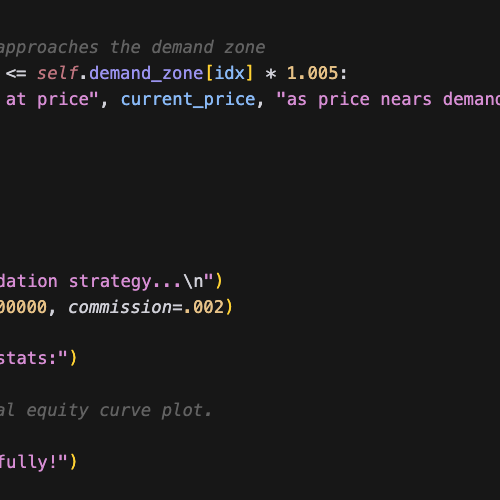 approaches the demand zone
<= self.demand_zone[idx] * 1.005:
at price", current_price, "as price nears demand
dation strategy...\n")
00000, commission=.002)
stats:")
al equity curve plot.
fully!")